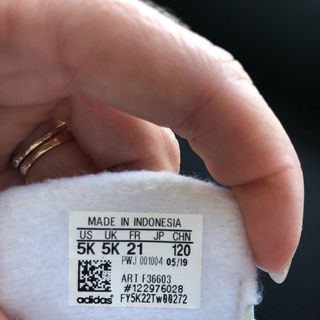 MADE IN INDONESIA
US UK FR JP CHN
5K 5K 21 120
PWJ 001004 05/19
ART F36603
#122976028
adidas FY5K22Tw00272